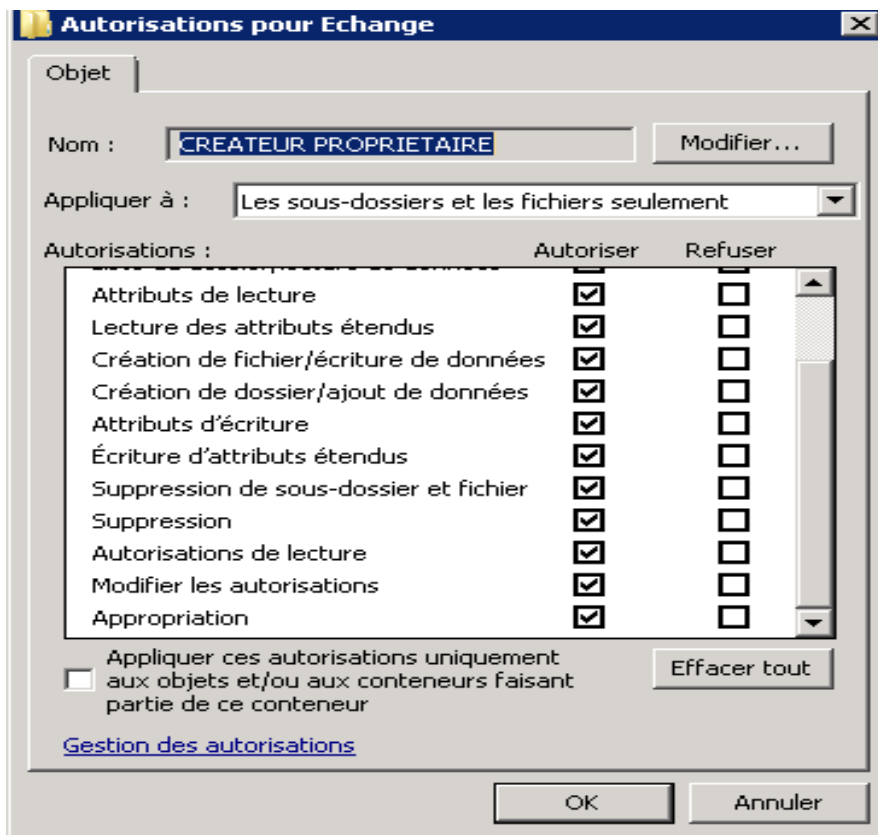 Autorisations pour Echange
Objet
Nom : CREATEUR PROPRIETAIRE Modifier...
Appliquer à : Les sous-dossiers et les fichiers seulement
Autorisations : Autoriser Refuser
Attributs de lecture
Lecture des attributs étendus
Création de fichier/écriture de données
Création de dossier/ajout de données
Attributs d'écriture
Écriture d'attributs étendus
Suppression de sous-dossier et fichier
Suppression
Autorisations de lecture
Modifier les autorisations
Appropriation
Appliquer ces autorisations uniquement
aux objets et/ou aux conteneurs faisant
partie de ce conteneur
Effacer tout
Gestion des autorisations
OK Annuler